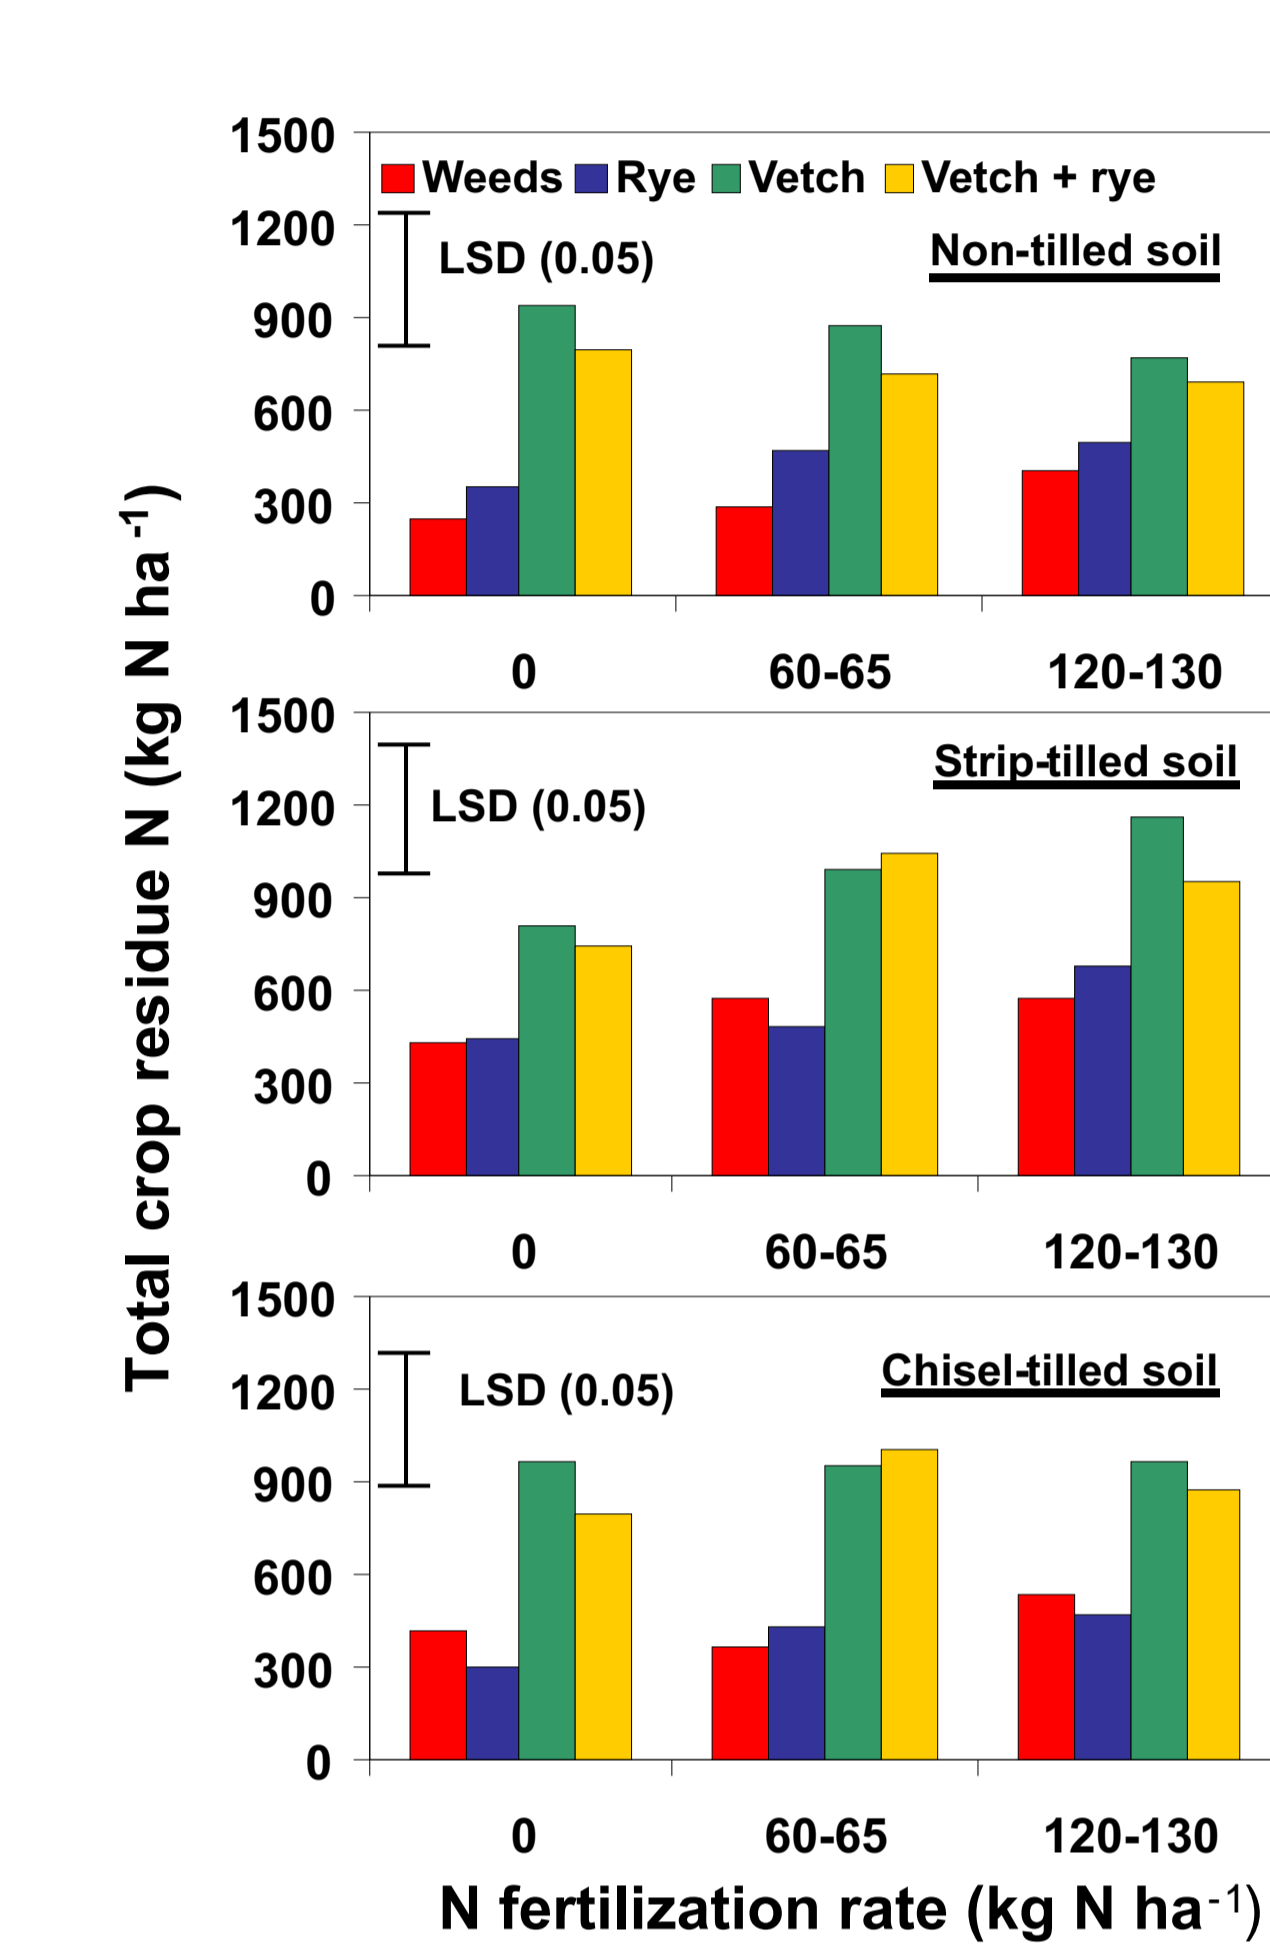 Total crop residue N (kg N ha -1)
1500
Weeds Rye Vetch Vetch + rye
1200
LSD (0.05)
Non-tilled soil
900
600
300
0
0 60-65 120-130
1500
Strip-tilled soil
1200
LSD (0.05)
900
600
300
0
0 60-65 120-130
1500
Chisel-tilled soil
1200
LSD (0.05)
900
600
300
0
0 60-65 120-130
N fertilization rate (kg N ha-1)